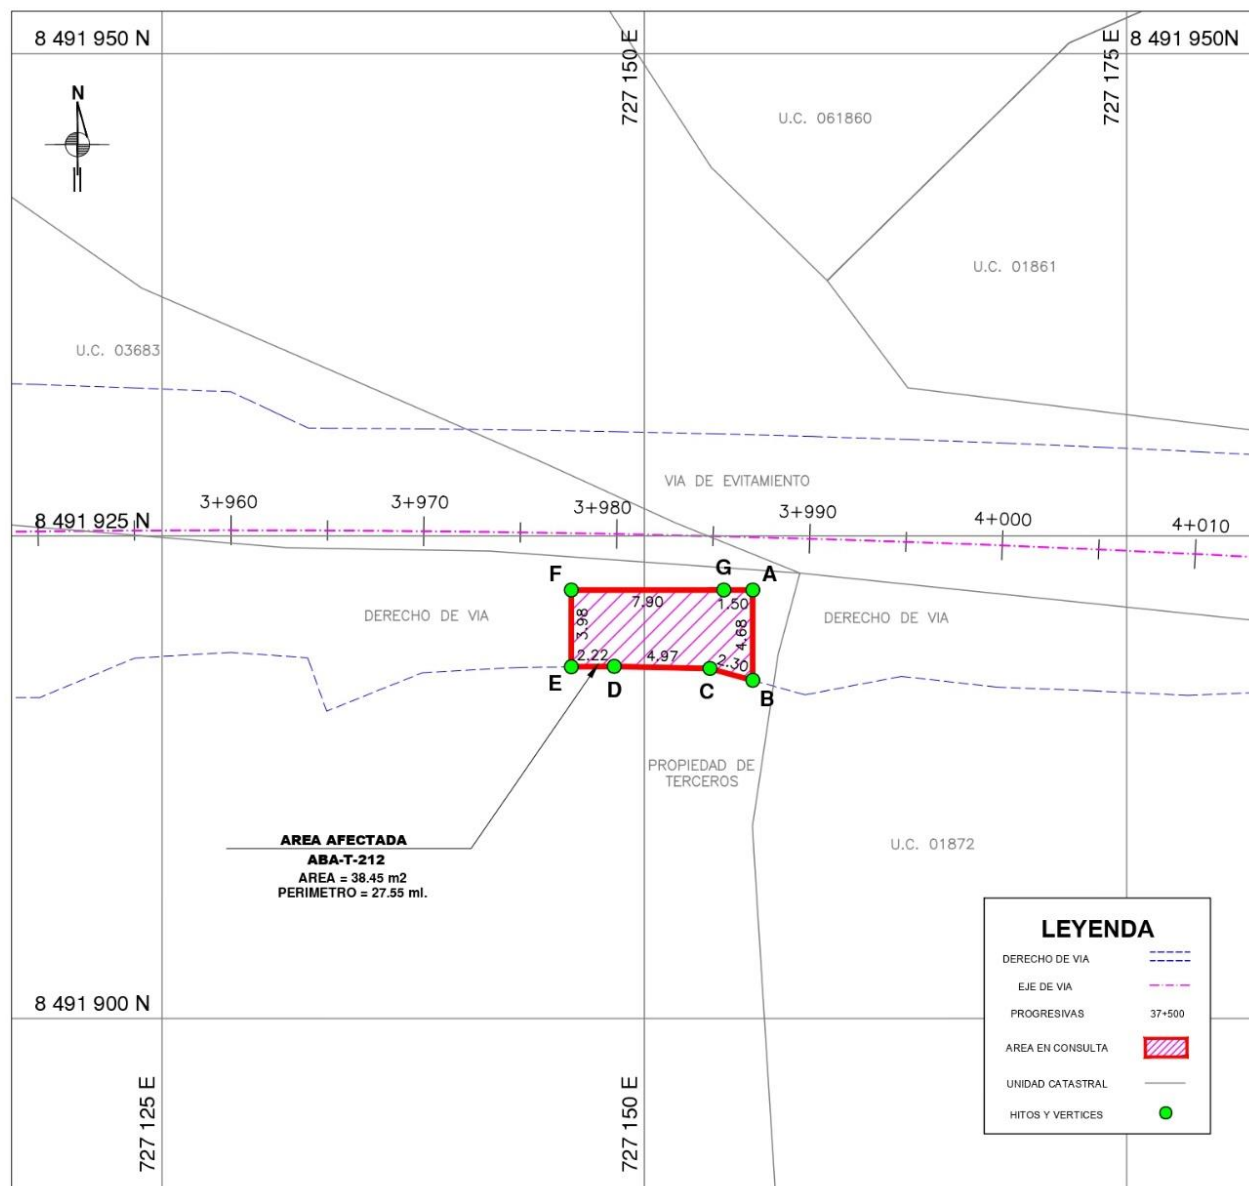 8 491 950 N
727 150 E
727 175 E
8 491 950N
N
U.C. 061860
U.C. 01861
U.C. 03683
VIA DE EVITAMIENTO
3+960
3+970
3+980
3+990
4+000
4+010
8 491 925 N
F
G
A
7.90
1.50
DERECHO DE VIA
3.98
4.68
DERECHO DE VIA
2.22
4.97
2.30
E
D
C
B
PROPIEDAD DE
TERCEROS
AREA AFECTADA
ABA-T-212
AREA = 38.45 m2
PERIMETRO = 27.55 ml.
U.C. 01872
LEYENDA
DERECHO DE VIA
EJE DE VIA
PROGRESIVAS 37+500
AREA EN CONSULTA
UNIDAD CATASTRAL
HITOS Y VERTICES
8 491 900 N
727 125 E
727 150 E